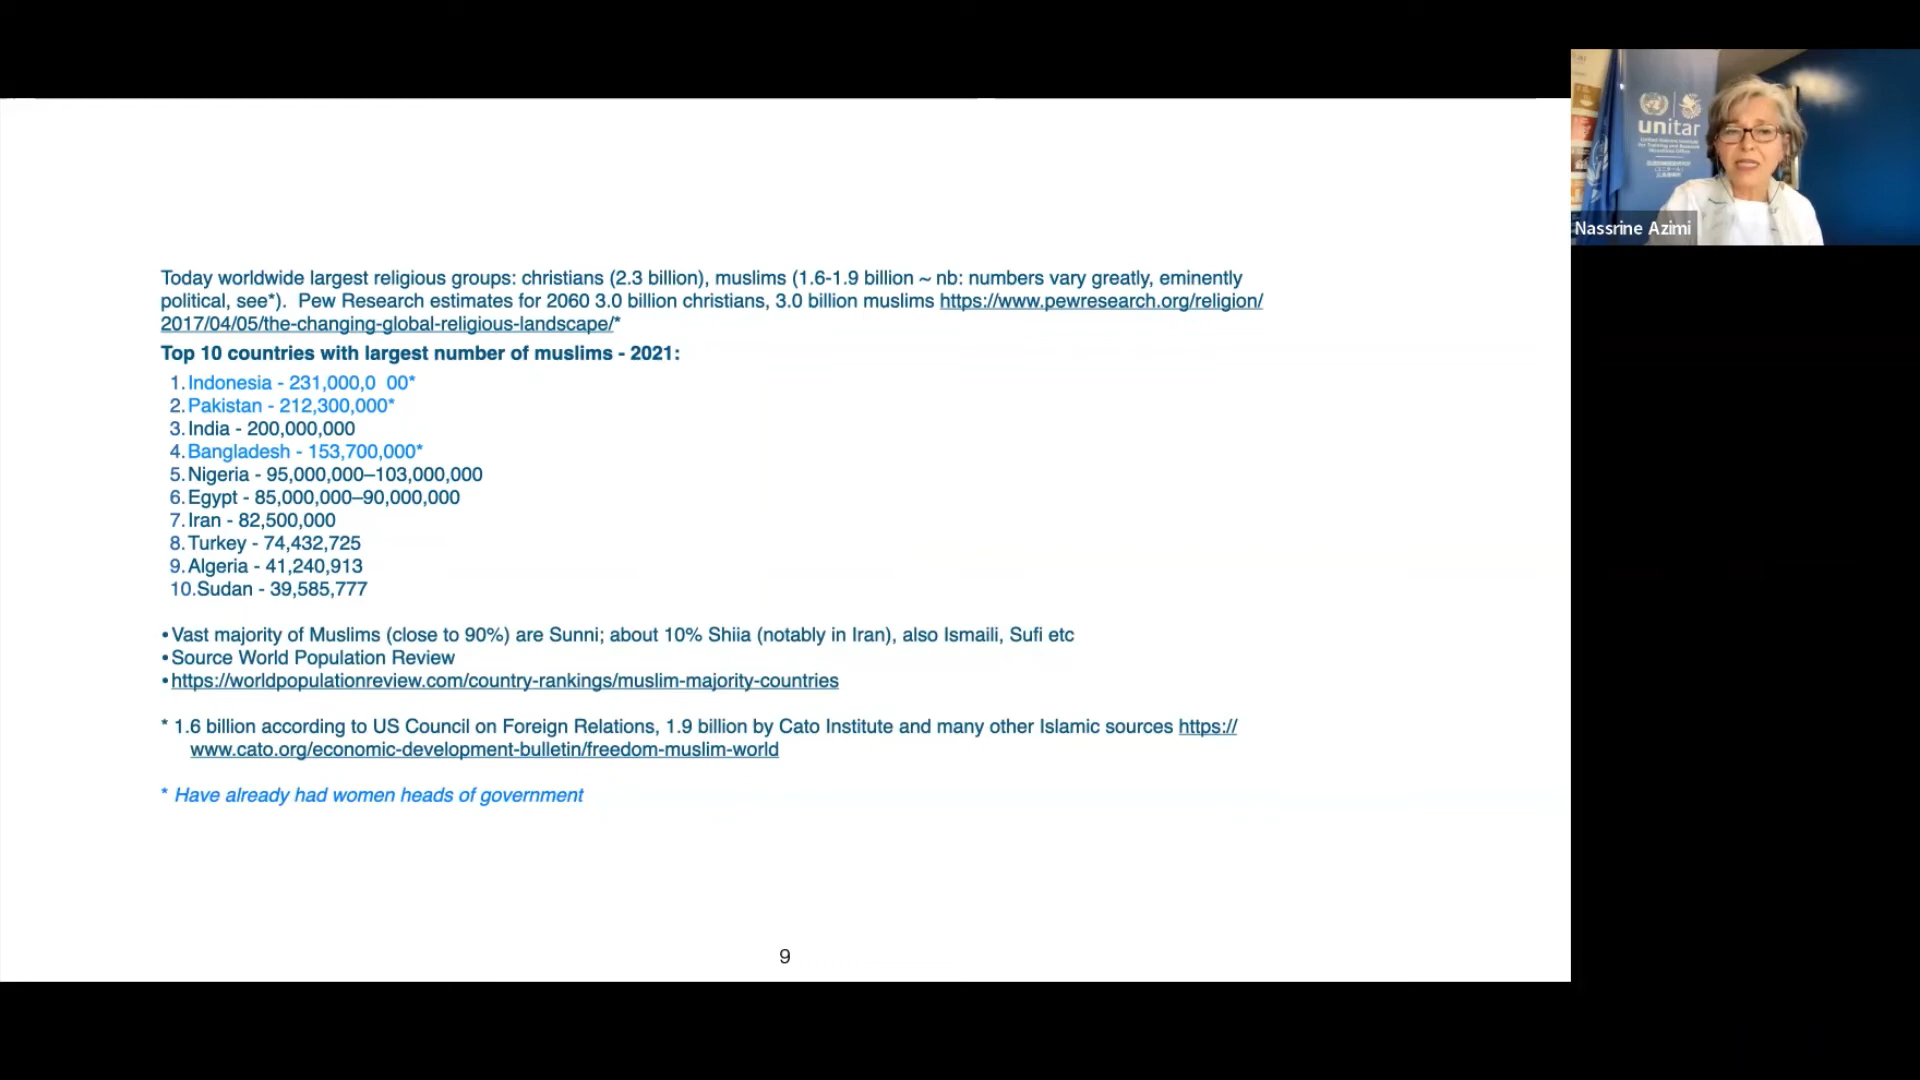 Today worldwide largest religious groups: christians (2.3 billion), muslims (1.6-1.9 billion ~ nb: numbers vary greatly, eminently
political, see*).  Pew Research estimates for 2060 3.0 billion christians, 3.0 billion muslims https://www.pewresearch.org/religion/
2017/04/05/the-changing-global-religious-landscape/*
Top 10 countries with largest number of muslims - 2021:
1. Indonesia - 231,000,0  00*
2. Pakistan - 212,300,000*
3. India - 200,000,000
4. Bangladesh - 153,700,000*
5. Nigeria - 95,000,000–103,000,000
6. Egypt - 85,000,000–90,000,000
7. Iran - 82,500,000
8. Turkey - 74,432,725
9. Algeria - 41,240,913
10. Sudan - 39,585,777
• Vast majority of Muslims (close to 90%) are Sunni; about 10% Shiia (notably in Iran), also Ismaili, Sufi etc
• Source World Population Review
• https://worldpopulationreview.com/country-rankings/muslim-majority-countries
* 1.6 billion according to US Council on Foreign Relations, 1.9 billion by Cato Institute and many other Islamic sources https://
www.cato.org/economic-development-bulletin/freedom-muslim-world
* Have already had women heads of government
9
unitar
United Nations Institute
for Training and Research
Hiroshima Office
Nassrine Azimi